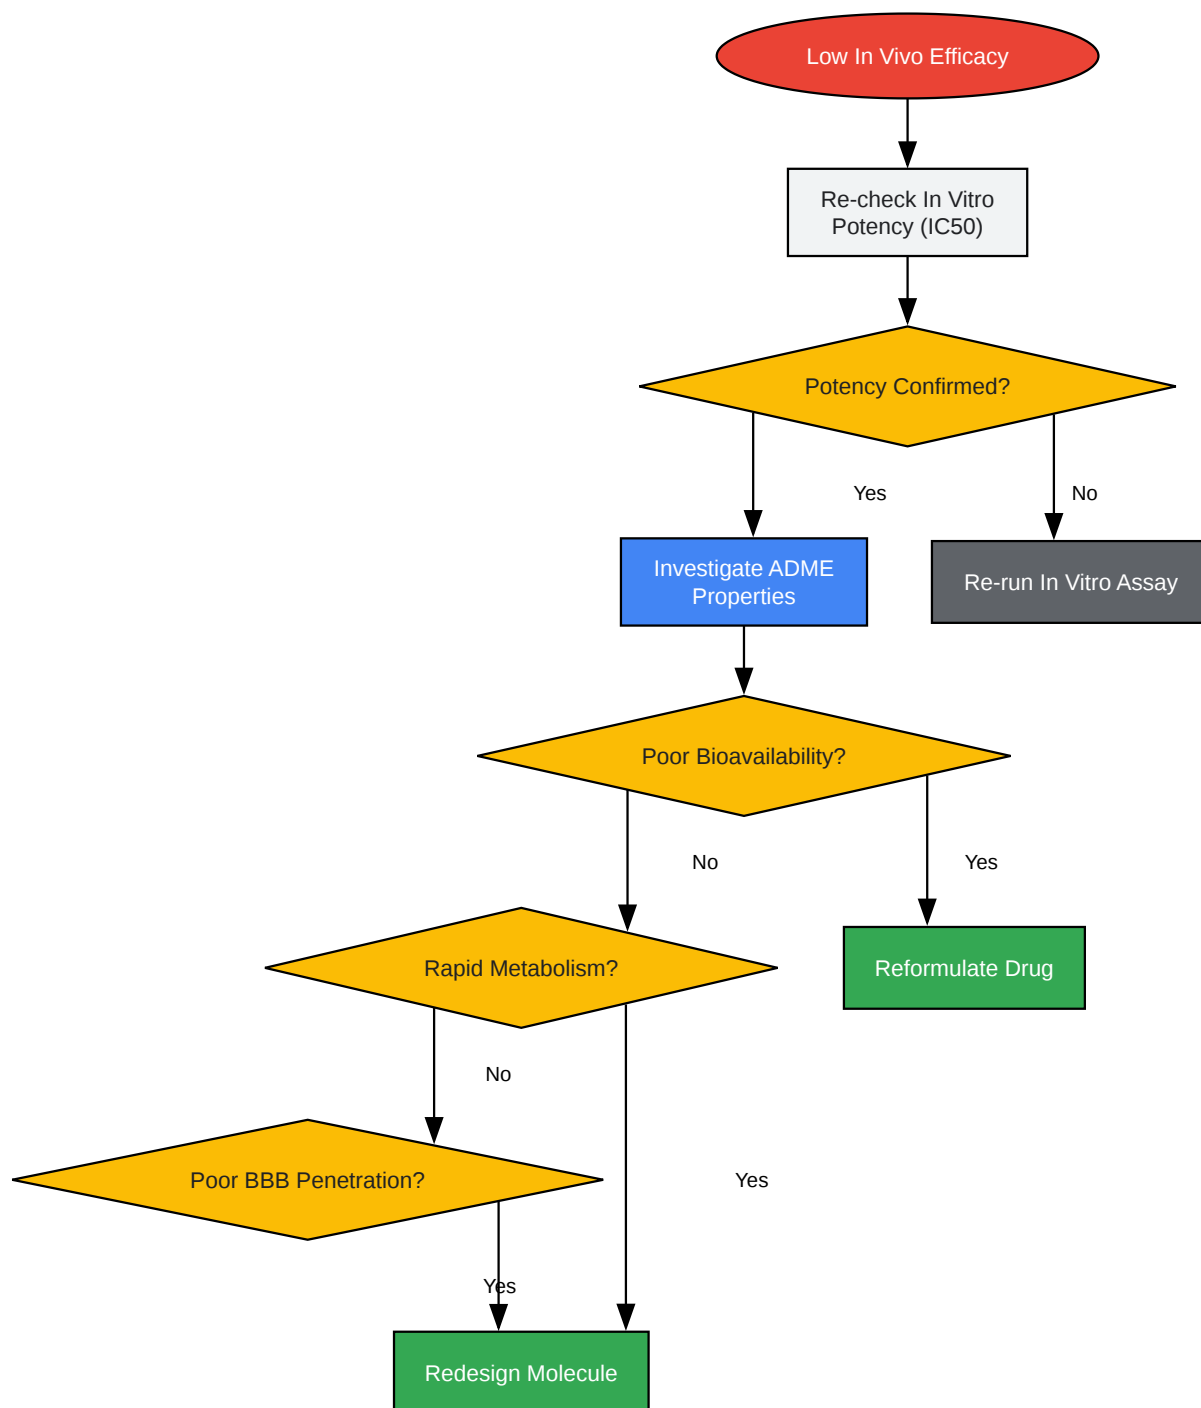 Low In Vivo Efficacy
Re-check In Vitro
Potency (IC50)
Potency Confirmed?
Yes
No
Investigate ADME
Properties
Re-run In Vitro Assay
Poor Bioavailability?
No
Yes
Rapid Metabolism?
Reformulate Drug
No
Poor BBB Penetration?
Yes
Yes
Redesign Molecule